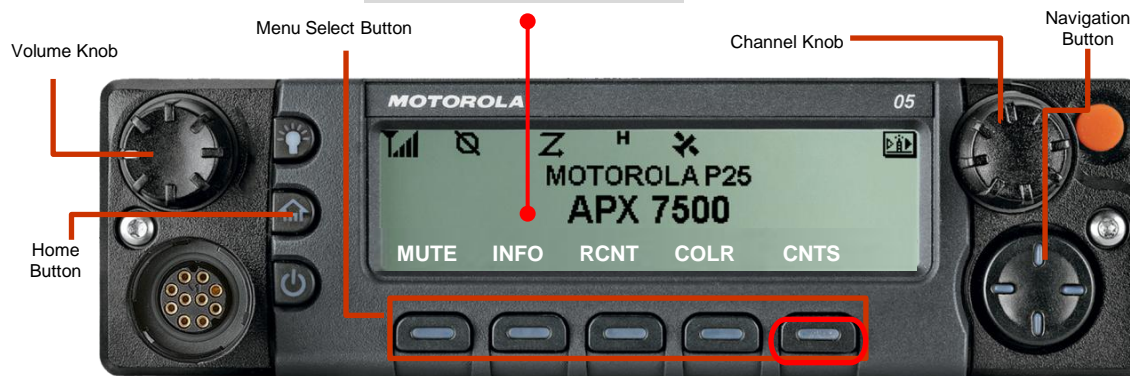 Navigation
Button
Menu Select Button
Channel Knob
Volume Knob
MOTOROLA 05
H
MOTOROLA P25
APX 7500
Home
Button
MUTE INFO RCNT COLR CNTS